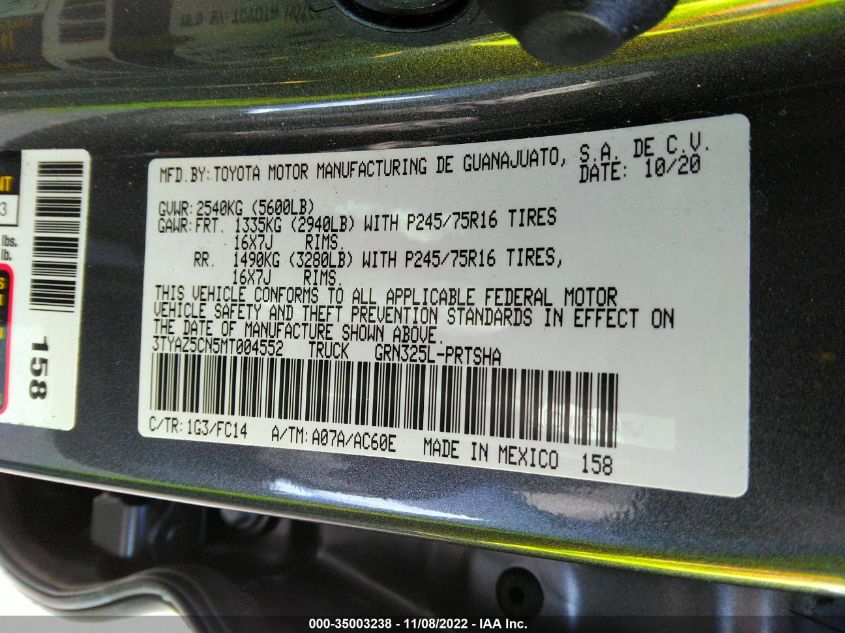 MFD.BY: TOYOTA MOTOR MANUFACTURING DE GUANAJUATO, S.A. DE C.V.
DATE: 10/20
GVWR: 2540KG (5600LB)
GAWR: FRT. 1335KG (2940LB) WITH P245/75R16 TIRES
16X7J RIMS.
RR. 1490KG (3280LB) WITH P245/75R16 TIRES,
16X7J RIMS.
THIS VEHICLE CONFORMS TO ALL APPLICABLE FEDERAL MOTOR
VEHICLE SAFETY AND THEFT PREVENTION STANDARDS IN EFFECT ON
THE DATE OF MANUFACTURE SHOWN ABOVE.
3TYAZ5CN5MT004552 TRUCK GRN325L-PRTSHA
C/TR: 1G3/FC14 A/TM: A07A/AC60E MADE IN MEXICO 158
NT
3
lbs.
lb.
158
000-35003238 - 11/08/2022 - IAA Inc.